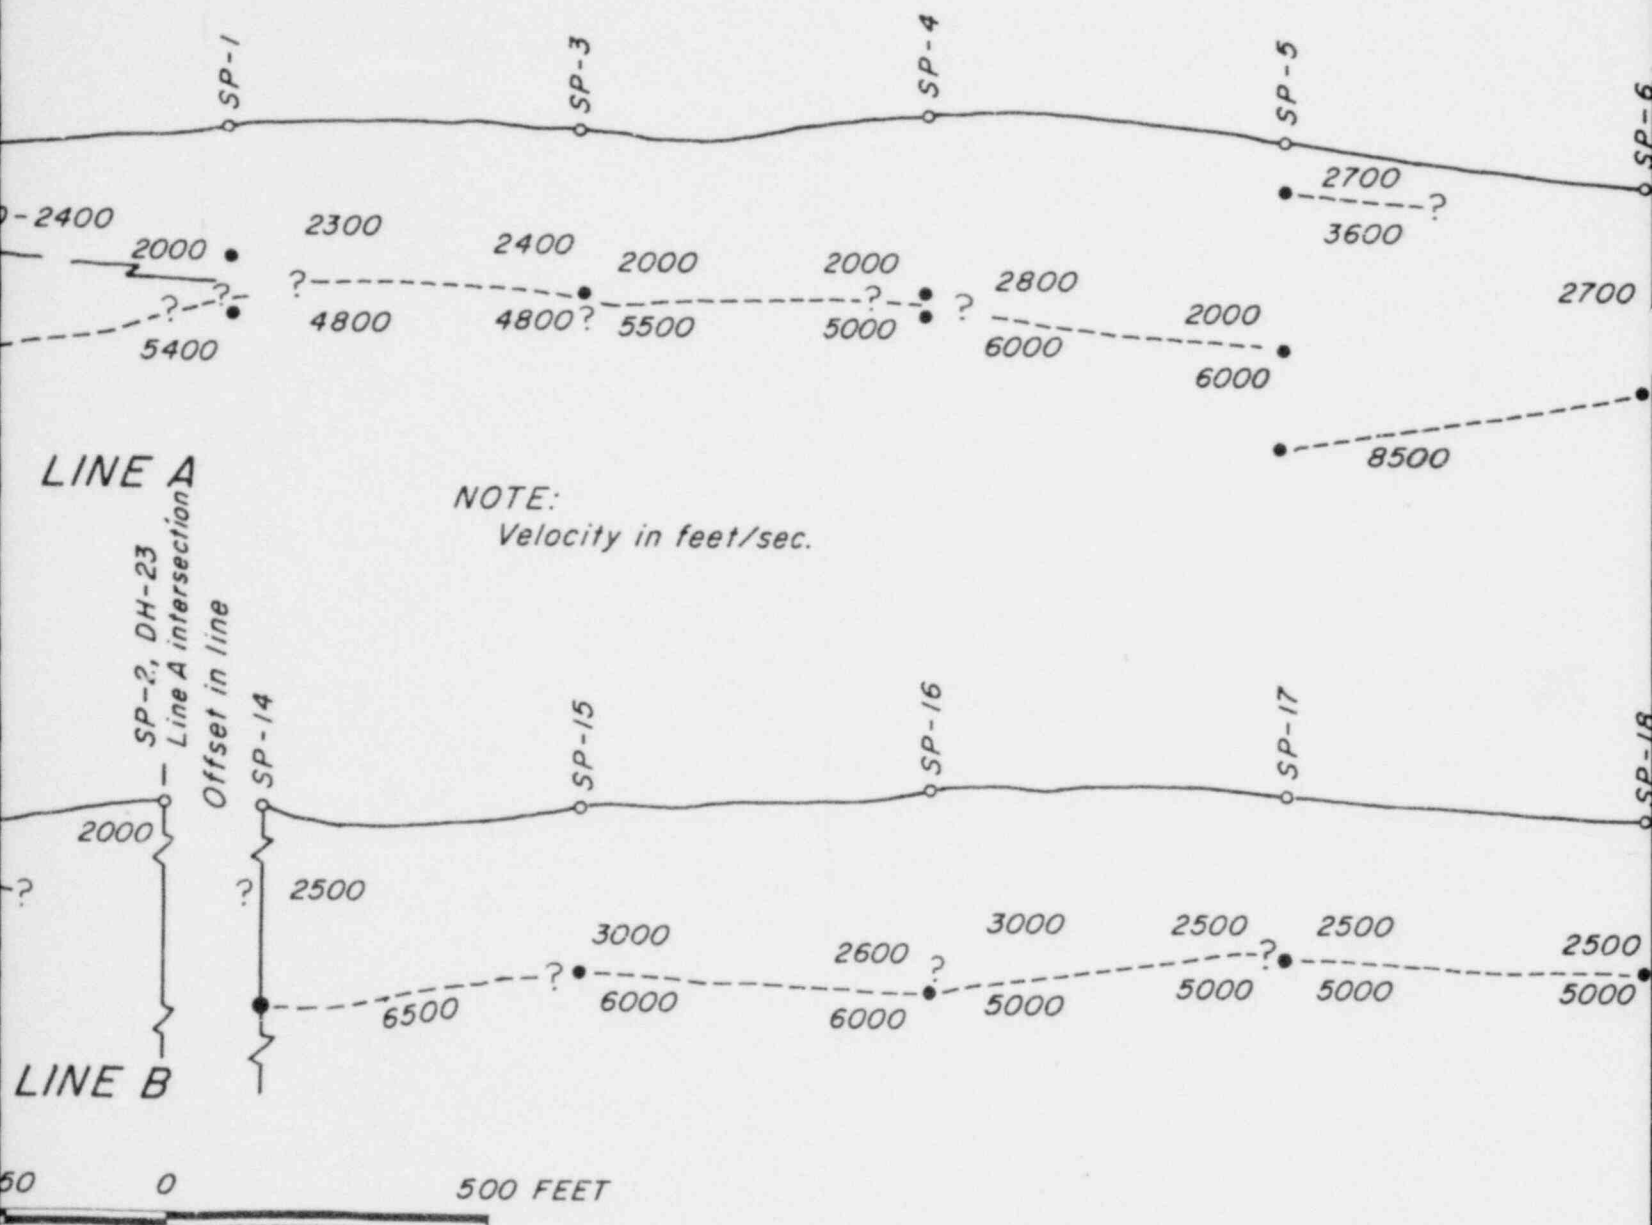 SP-1
SP-3
SP-4
SP-5
SP-6
2700
?
3600
-2400
2000
2300
2400
2000
2000
2800
2000
2700
? ? ?
? ? ?
5400
4800
4800
5500
5000
6000
6000
8500
LINE A
NOTE:
Velocity in feet/sec.
SP-2, DH-23
Line A intersection
Offset in line
SP-14
SP-15
SP-16
SP-17
SP-18
2000
-?
?
2500
3000
2600
?
3000
2500
?
2500
2500
?
6500
6000
6000
5000
5000
5000
5000
LINE B
50 0 500 FEET